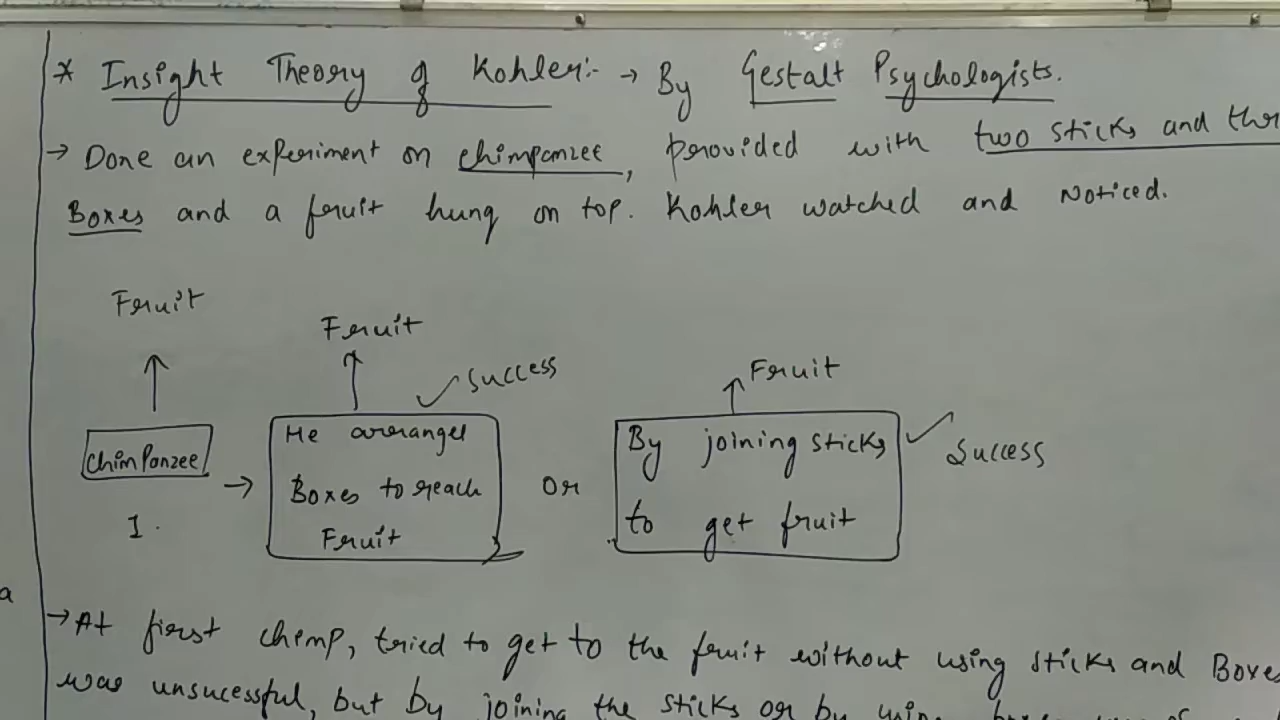 * Insight Theory of Kohler:- → By Gestalt Psychologists.
→ Done an experiment on chimpanzee, provided with two sticks and thr
Boxes and a fruit hung on top. Kohler watched and Noticed.
Fruit
Fruit
success
Fruit
chimpanzee
1.
→
He arranges
Boxes to reach
Fruit
or
By joining sticks
to get fruit
Success
a
→ At first chimp, tried to get to the fruit without using sticks and Boxes
was unsucessful, but by joining the sticks or by